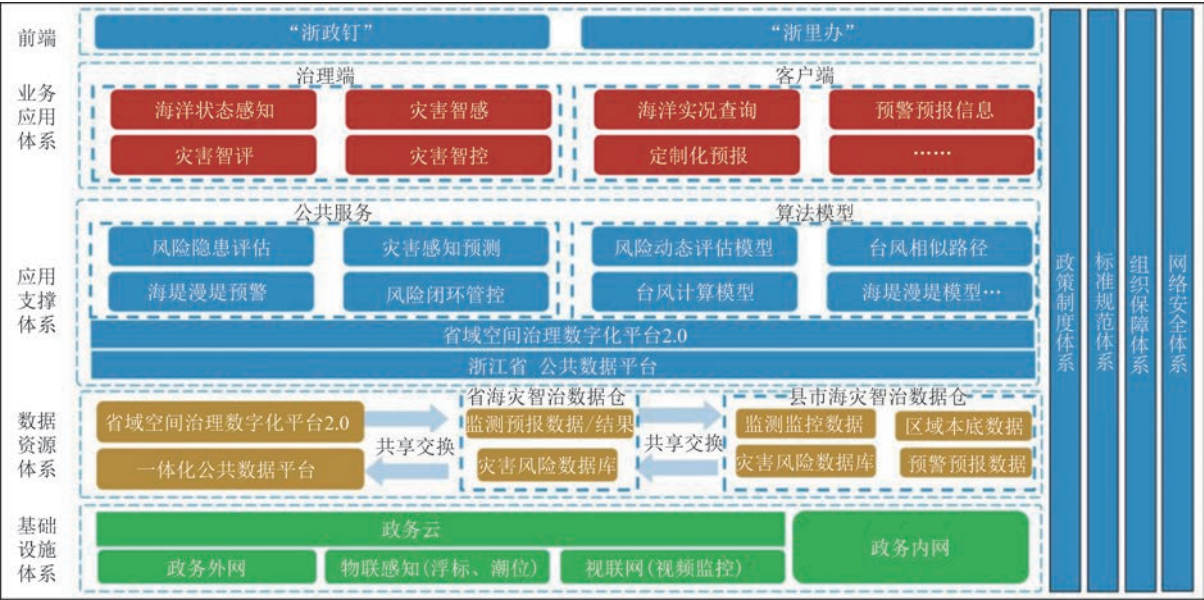 前端
“浙政钉”
“浙里办”
业务
应用
体系
治理端
海洋状态感知
灾害智感
灾害智评
灾害智控
客户端
海洋实况查询
预警预报信息
定制化预报
……
应用
支撑
体系
公共服务
风险隐患评估
灾害感知预测
海堤漫堤预警
风险闭环管控
算法模型
风险动态评估模型
台风相似路径
台风计算模型
海堤漫堤模型…
省域空间治理数字化平台2.0
浙江省 公共数据平台
数据
资源
体系
省域空间治理数字化平台2.0
一体化公共数据平台
共享交换
省海灾智治数据仓
监测预报数据/结果
灾害风险数据库
共享交换
县市海灾智治数据仓
监测监控数据
区域本底数据
灾害风险数据库
预警预报数据
基础
设施
体系
政务云
政务外网
物联感知(浮标、潮位)
视联网(视频监控)
政务内网
政策制度体系
标准规范体系
组织保障体系
网络安全体系